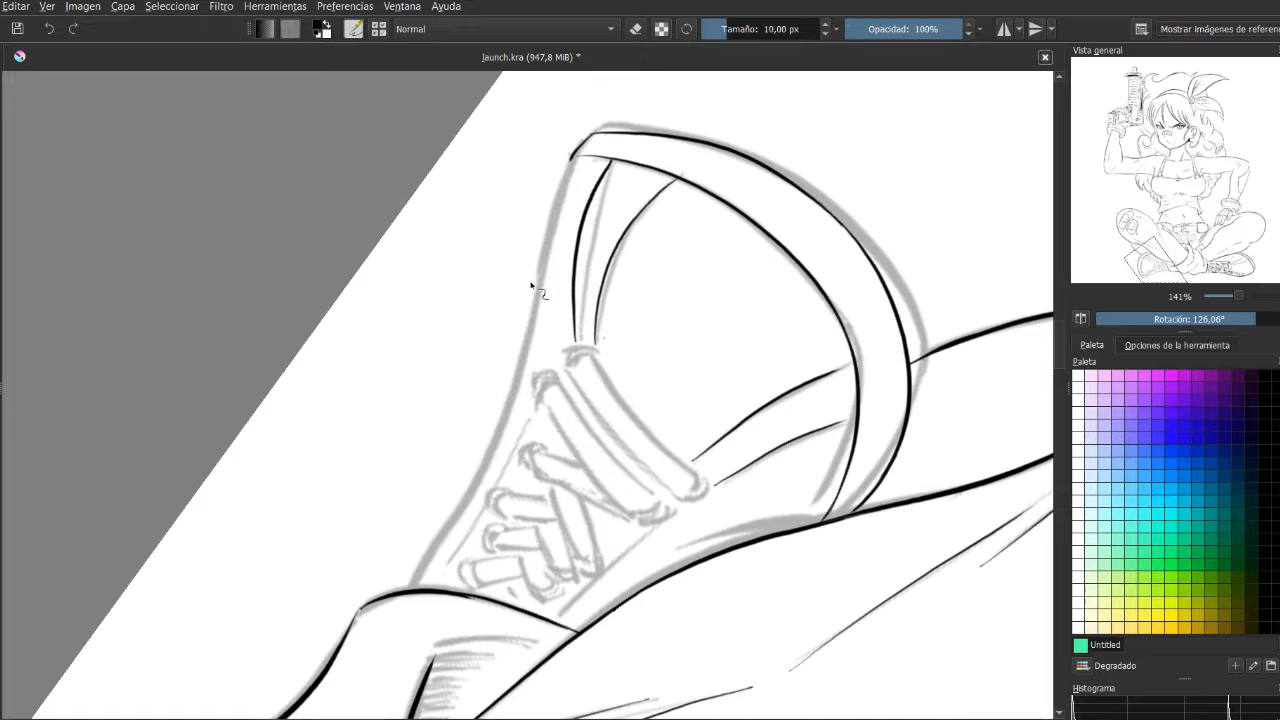 Editar Ver Imagen Capa Seleccionar Filtro Herramientas Preferencias Ventana Ayuda
Normal Tamaño: 10,00 px Opacidad: 100% Mostrar Imágenes de
launch.kra (947,8 MiB) *
Vista general
141%
Rotación: 126,06°
Paleta Opciones de la herramienta
Paleta
Untitled
Degradado
Histograma